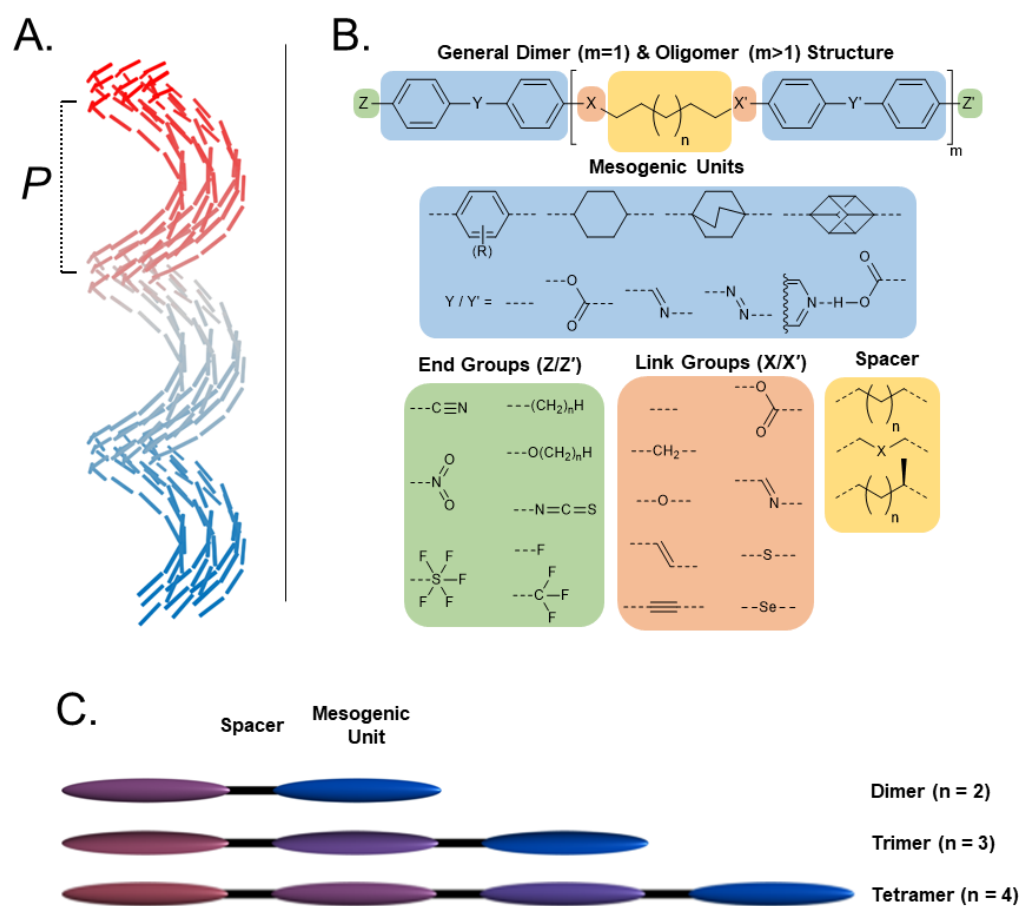 A.
P
B.
General Dimer (m=1) & Oligomer (m>1) Structure
Z Y X n X' Y' Z' m
Mesogenic Units
(R)
Y / Y' =
O O N N N N H O O
End Groups (Z/Z')
C≡N
(CH2)nH
N O O
O(CH2)nH
N=C=S
F
S F F F F F
C F F F
Link Groups (X/X')
O O
CH2
O
N
S
Se
Spacer
n
X
n
C.
Spacer
Mesogenic
Unit
Dimer (n = 2)
Trimer (n = 3)
Tetramer (n = 4)